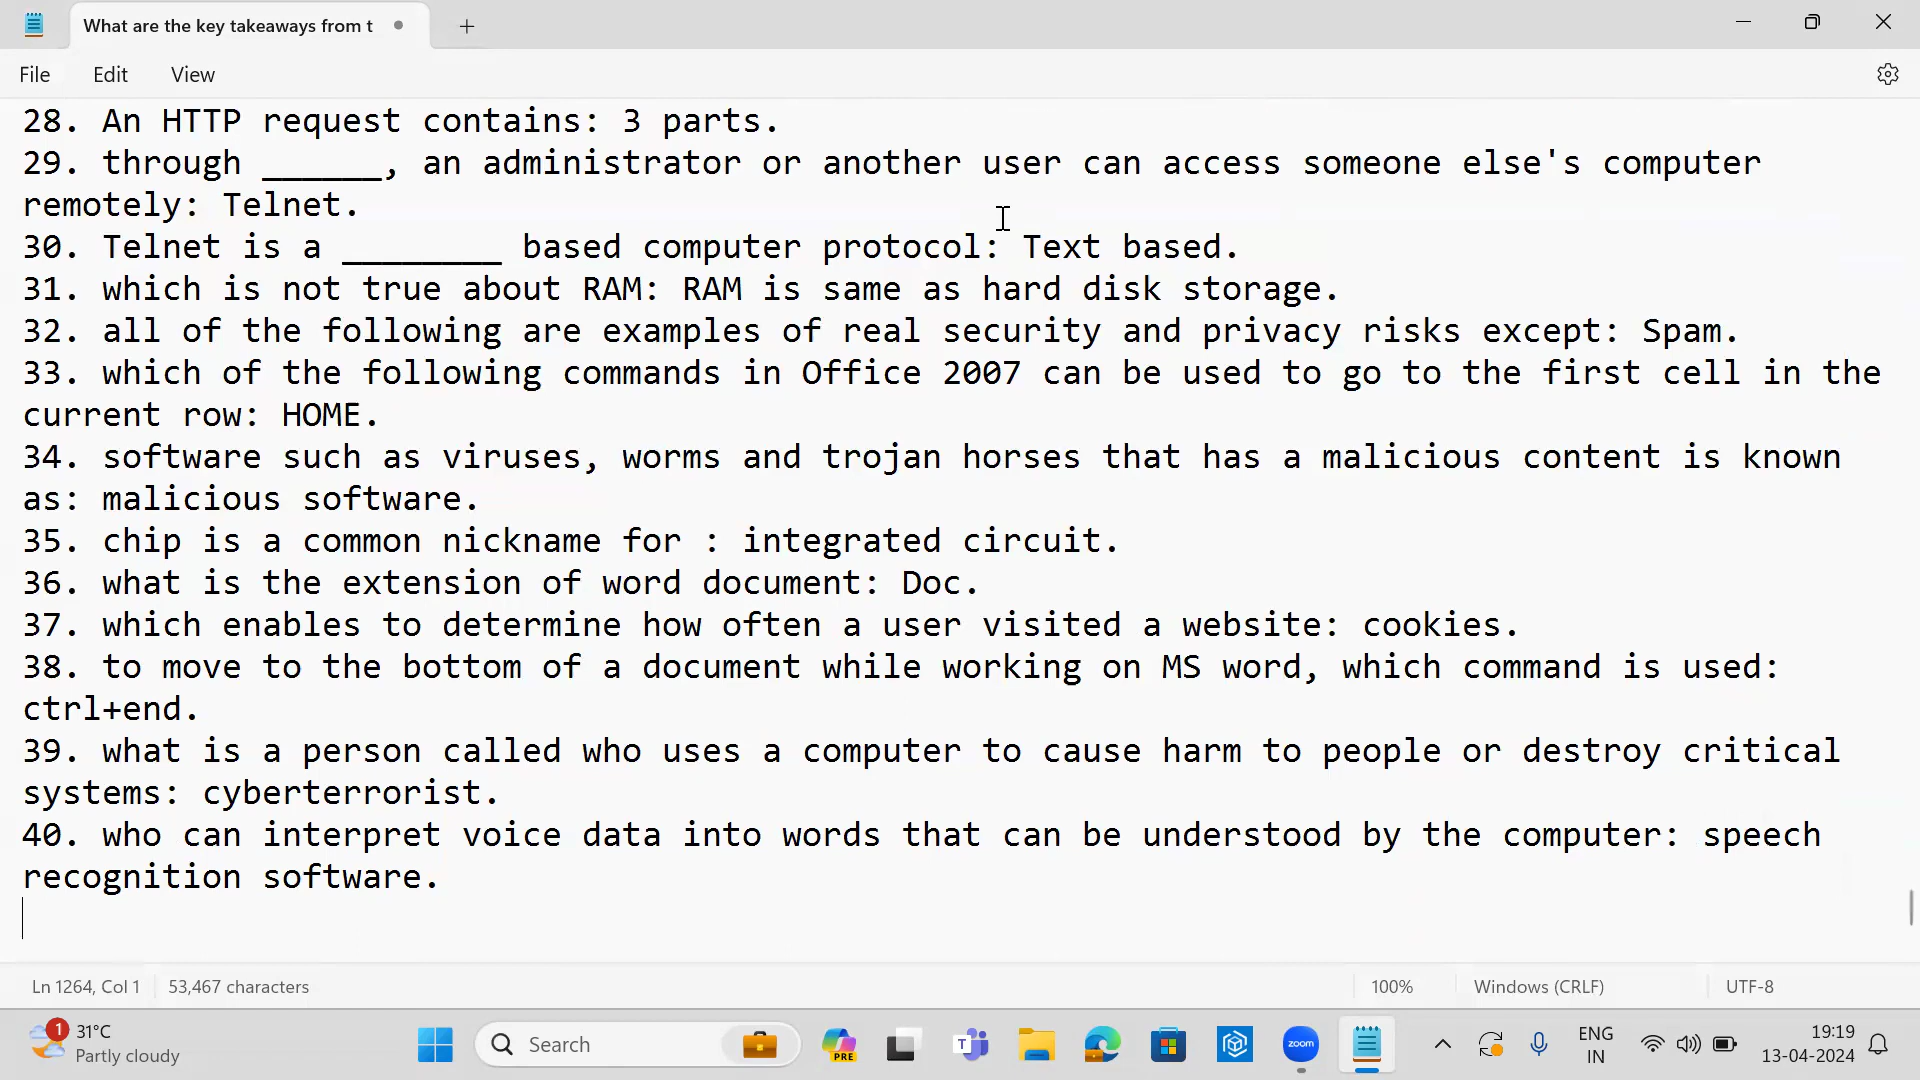 What are the key takeaways from t
File Edit View
28. An HTTP request contains: 3 parts.
29. through ______, an administrator or another user can access someone else's computer
remotely: Telnet.
30. Telnet is a ________ based computer protocol: Text based.
31. which is not true about RAM: RAM is same as hard disk storage.
32. all of the following are examples of real security and privacy risks except: Spam.
33. which of the following commands in Office 2007 can be used to go to the first cell in the
current row: HOME.
34. software such as viruses, worms and trojan horses that has a malicious content is known
as: malicious software.
35. chip is a common nickname for : integrated circuit.
36. what is the extension of word document: Doc.
37. which enables to determine how often a user visited a website: cookies.
38. to move to the bottom of a document while working on MS word, which command is used:
ctrl+end.
39. what is a person called who uses a computer to cause harm to people or destroy critical
systems: cyberterrorist.
40. who can interpret voice data into words that can be understood by the computer: speech
recognition software.
Ln 1264, Col 1 53,467 characters 100% Windows (CRLF) UTF-8
1 31°C
Partly cloudy
Search
PRE
T
zoom
ENG
IN
19:19
13-04-2024